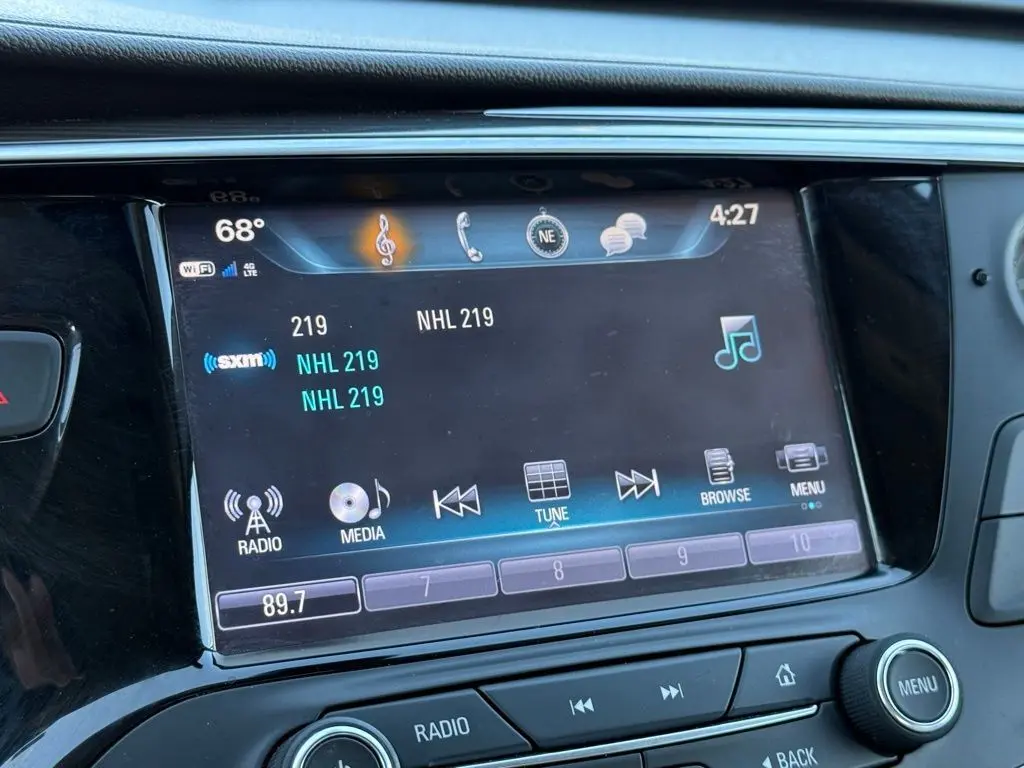 68°
NE
4:27
WiFi
4G
LTE
219
NHL 219
sxm
NHL 219
NHL 219
RADIO
MEDIA
TUNE
BROWSE
MENU
89.7
7
8
9
10
RADIO
MENU
BACK